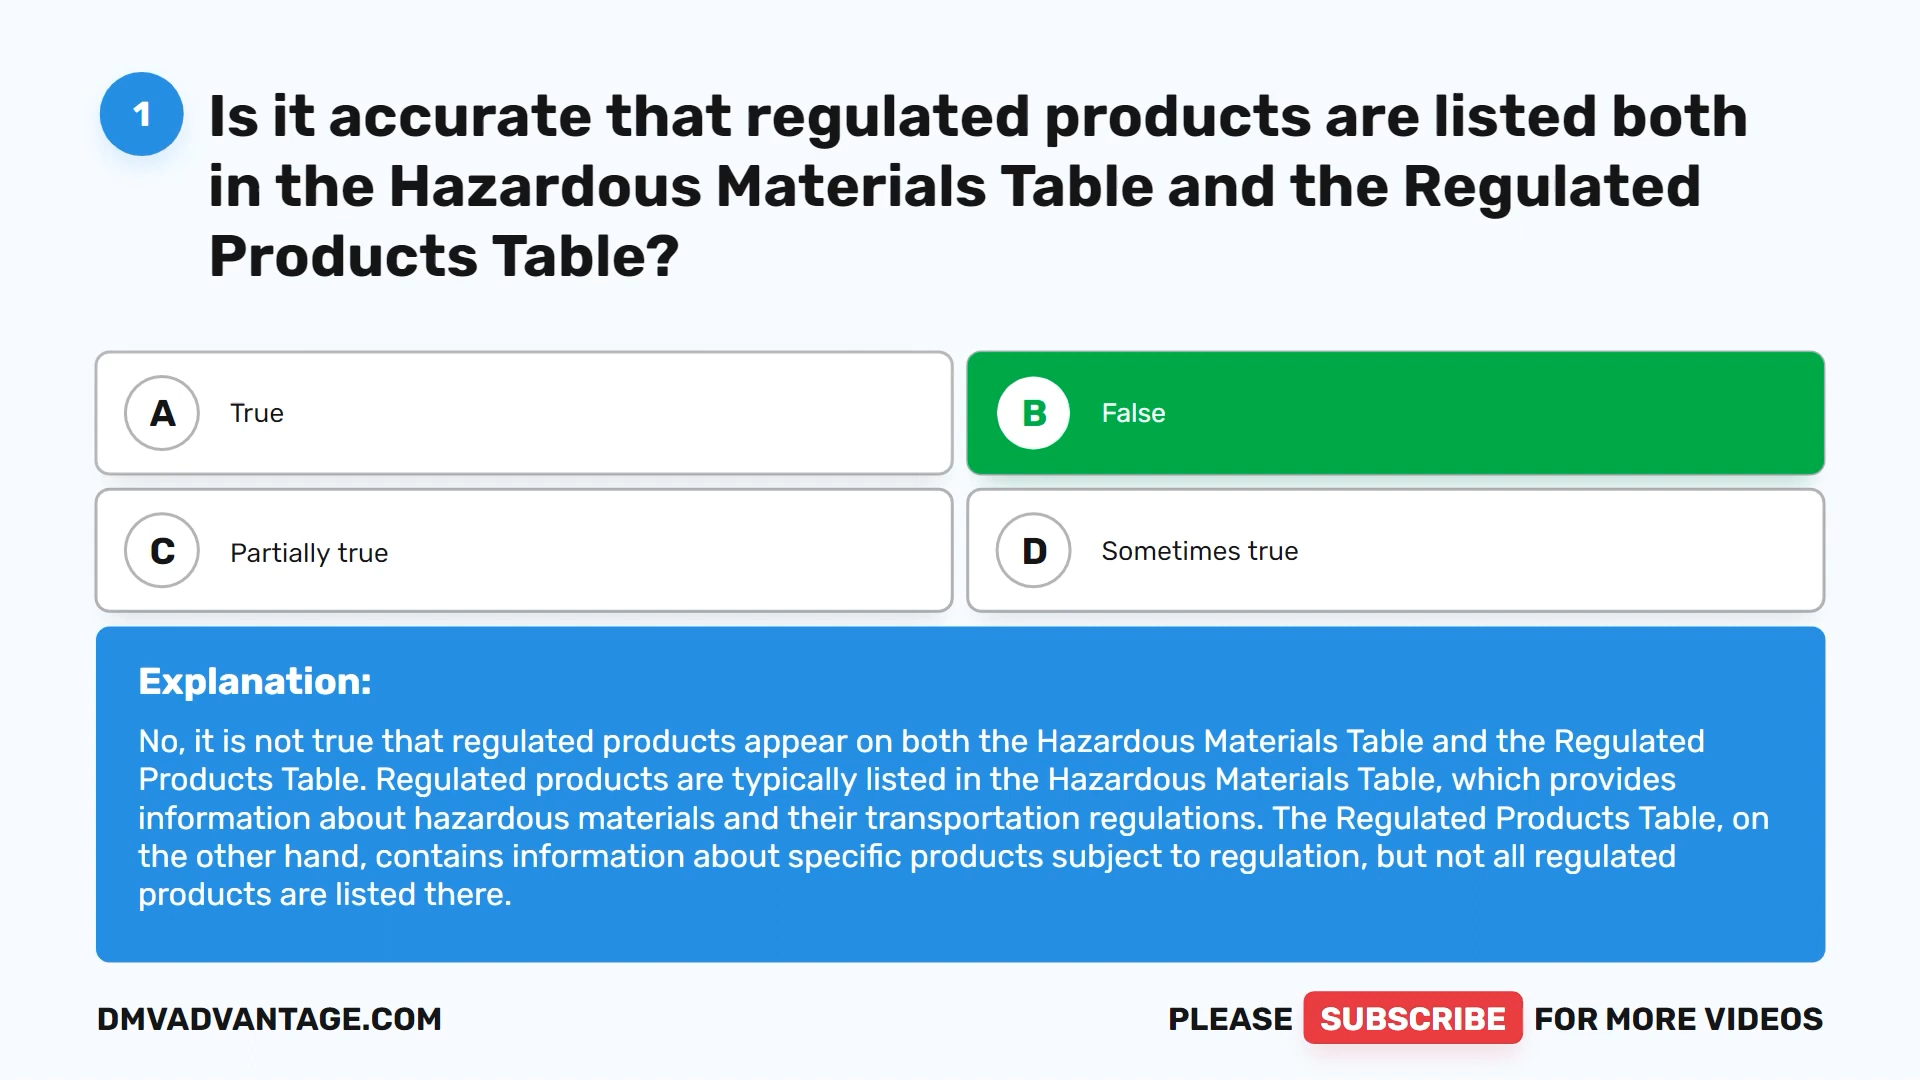 1
Is it accurate that regulated products are listed both
in the Hazardous Materials Table and the Regulated
Products Table?
A True
B False
C Partially true
D Sometimes true
Explanation:
No, it is not true that regulated products appear on both the Hazardous Materials Table and the Regulated
Products Table. Regulated products are typically listed in the Hazardous Materials Table, which provides
information about hazardous materials and their transportation regulations. The Regulated Products Table, on
the other hand, contains information about specific products subject to regulation, but not all regulated
products are listed there.
DMVADVANTAGE.COM
PLEASE SUBSCRIBE FOR MORE VIDEOS